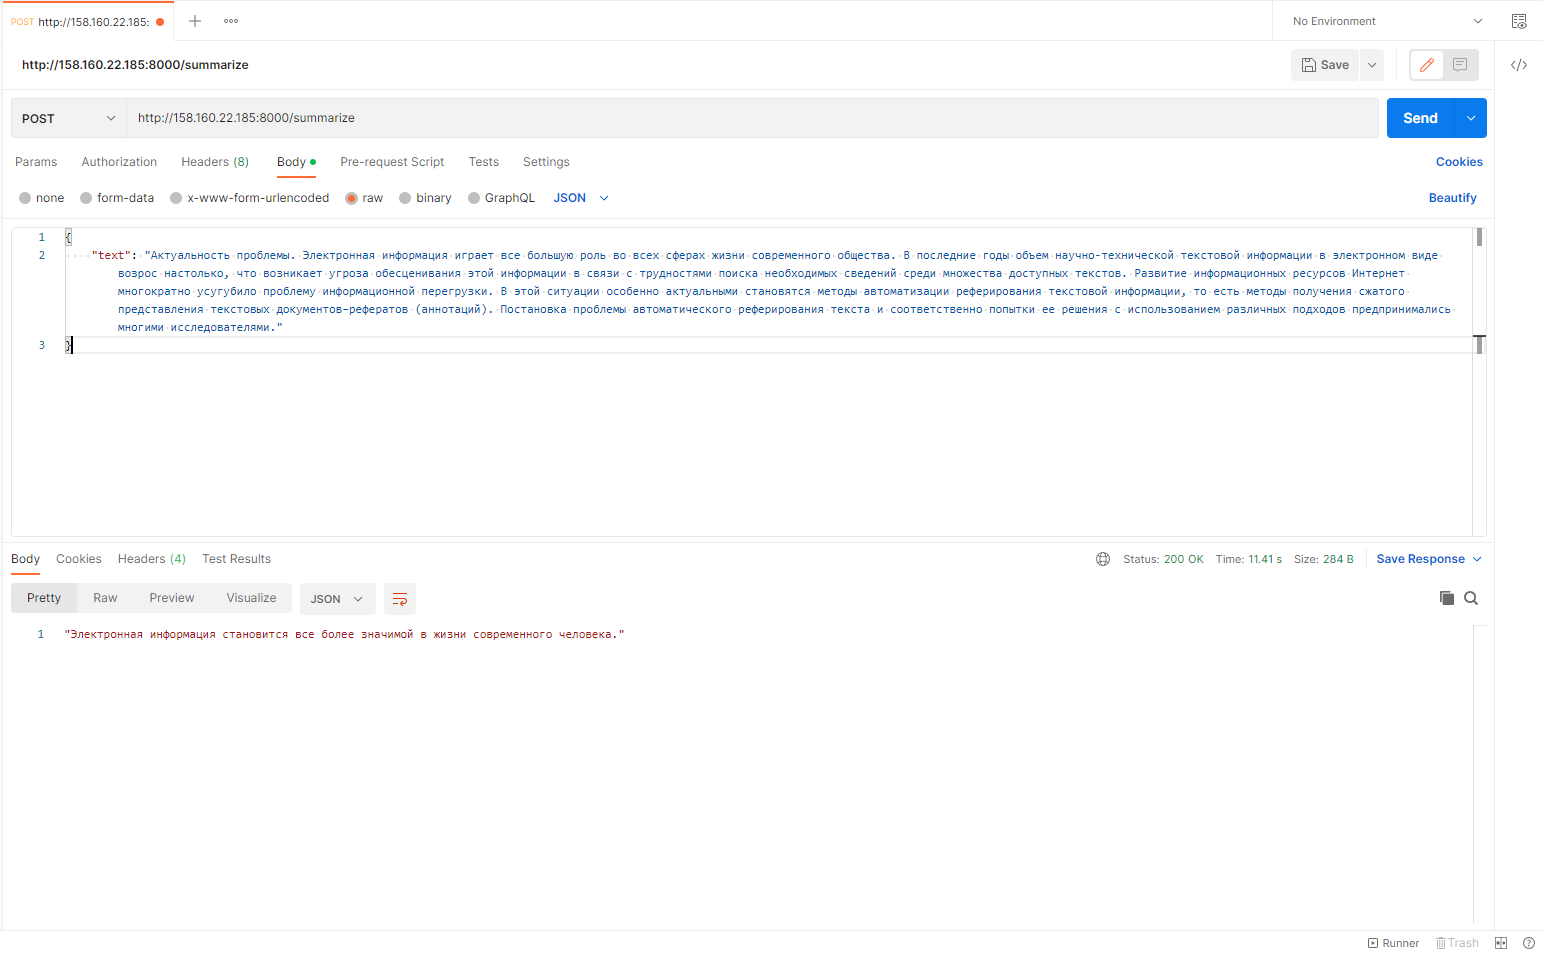 POST http://158.160.22.185:
No Environment
http://158.160.22.185:8000/summarize
Save
POST
http://158.160.22.185:8000/summarize
Send
Params
Authorization
Headers (8)
Body
Pre-request Script
Tests
Settings
Cookies
none
form-data
x-www-form-urlencoded
raw
binary
GraphQL
JSON
Beautify
1 {
2 "text": "Актуальность проблемы. Электронная информация играет все большую роль во всех сферах жизни современного общества. В последние годы объем научно-технической текстовой информации в электронном виде
возрос настолько, что возникает угроза обесценивания этой информации в связи с трудностями поиска необходимых сведений среди множества доступных текстов. Развитие информационных ресурсов Интернет
многократно усугубило проблему информационной перегрузки. В этой ситуации особенно актуальными становятся методы автоматизации реферирования текстовой информации, то есть методы получения сжатого
представления текстовых документов-рефератов (аннотаций). Постановка проблемы автоматического реферирования текста и соответственно попытки ее решения с использованием различных подходов предпринимались
многими исследователями."
3 }
Body
Cookies
Headers (4)
Test Results
Status: 200 OK
Time: 11.41 s
Size: 284 B
Save Response
Pretty
Raw
Preview
Visualize
JSON
1 "Электронная информация становится все более значимой в жизни современного человека."
Runner
Trash